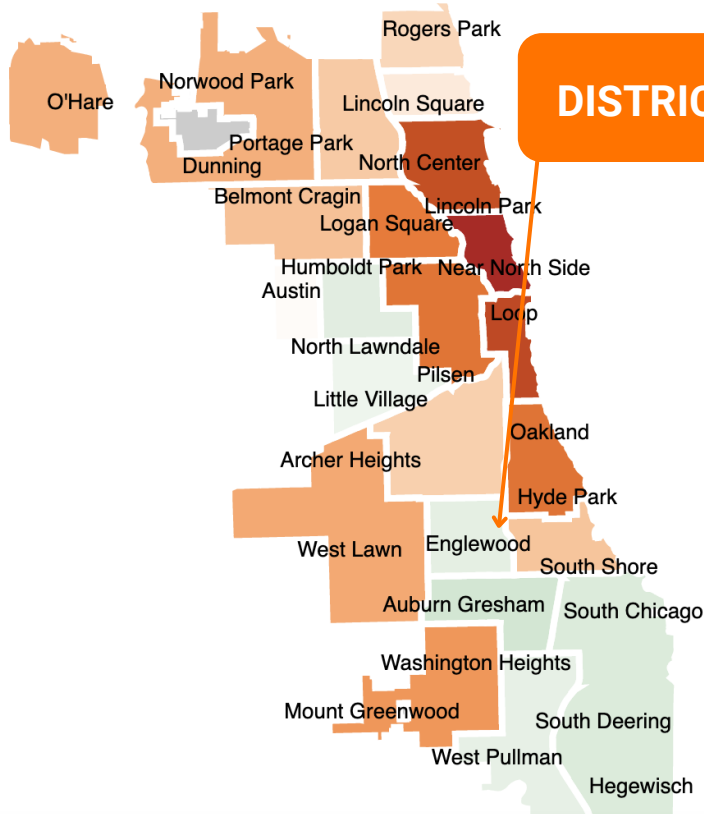 Rogers Park
DISTRIC
O'Hare
Norwood Park
Lincoln Square
Portage Park
Dunning
North Center
Belmont Cragin
Lincoln Park
Logan Square
Humboldt Park
Near North Side
Austin
Loop
North Lawndale
Pilsen
Little Village
Oakland
Archer Heights
Hyde Park
West Lawn
Englewood
South Shore
Auburn Gresham
South Chicago
Washington Heights
Mount Greenwood
South Deering
West Pullman
Hegewisch